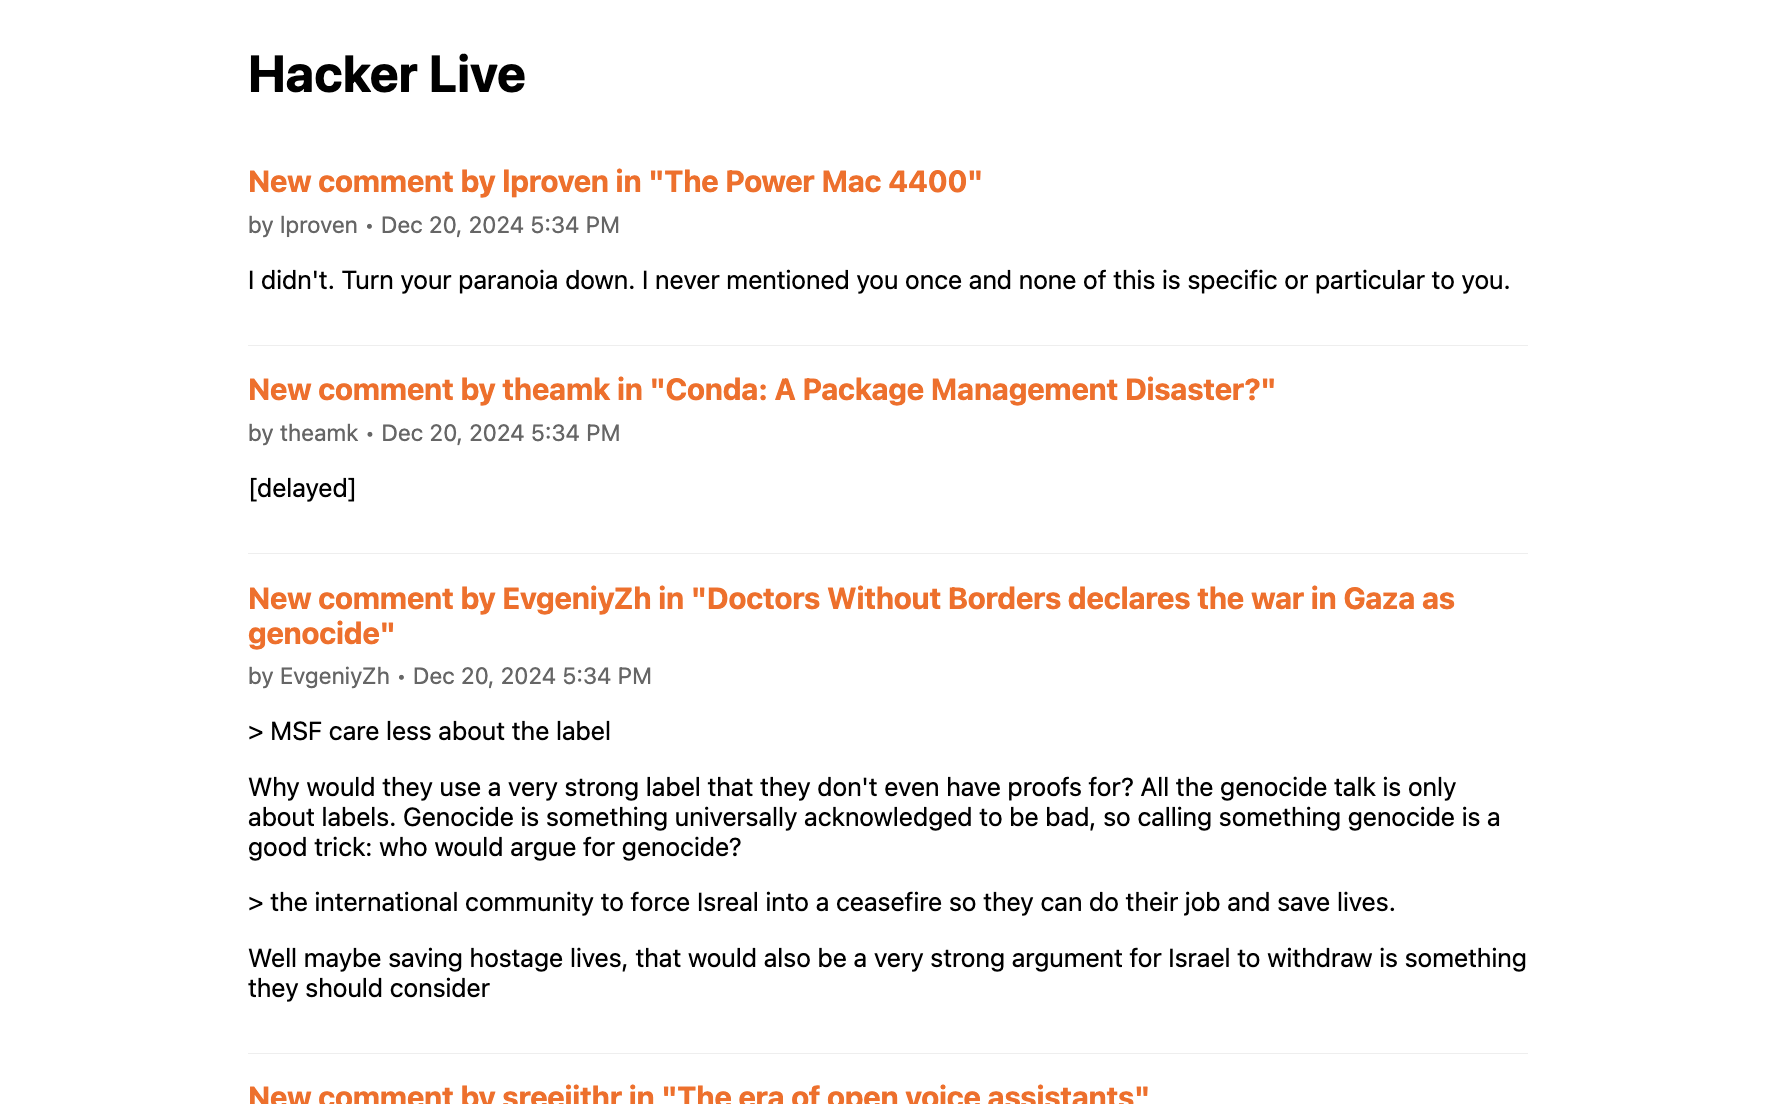 Hacker Live
New comment by lproven in "The Power Mac 4400"
by lproven • Dec 20, 2024 5:34 PM
I didn't. Turn your paranoia down. I never mentioned you once and none of this is specific or particular to you.
New comment by theamk in "Conda: A Package Management Disaster?"
by theamk • Dec 20, 2024 5:34 PM
[delayed]
New comment by EvgeniyZh in "Doctors Without Borders declares the war in Gaza as
genocide"
by EvgeniyZh • Dec 20, 2024 5:34 PM
> MSF care less about the label
Why would they use a very strong label that they don't even have proofs for? All the genocide talk is only
about labels. Genocide is something universally acknowledged to be bad, so calling something genocide is a
good trick: who would argue for genocide?
> the international community to force Isreal into a ceasefire so they can do their job and save lives.
Well maybe saving hostage lives, that would also be a very strong argument for Israel to withdraw is something
they should consider
New comment by sreejithr in "The era of open voice assistants"